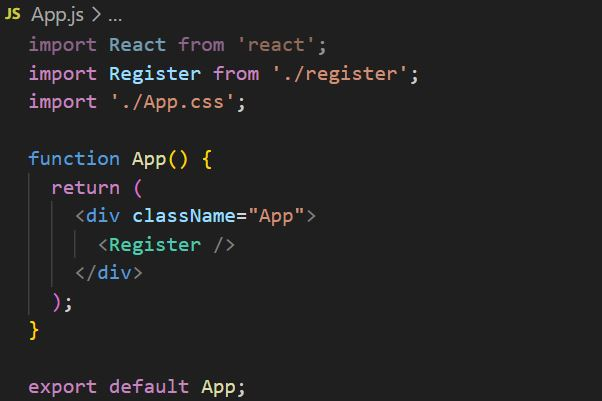 JS App.js > ...
import React from 'react';
import Register from './register';
import './App.css';
function App() {
  return (
    <div className="App">
      <Register />
    </div>
  );
}
export default App;